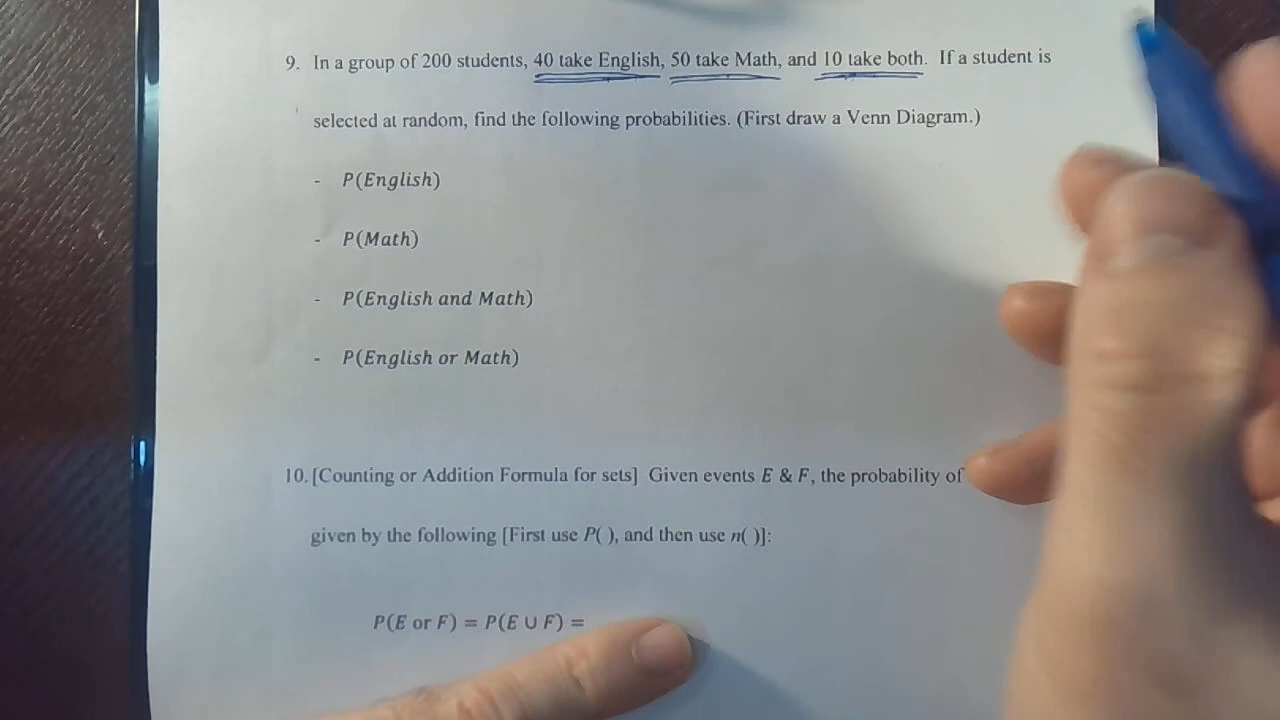 9. In a group of 200 students, 40 take English, 50 take Math, and 10 take both. If a student is
selected at random, find the following probabilities. (First draw a Venn Diagram.)
- P(English)
- P(Math)
- P(English and Math)
- P(English or Math)
10. [Counting or Addition Formula for sets] Given events E & F, the probability of
given by the following [First use P( ), and then use n( )]:
P(E or F) = P(E ∪ F) =